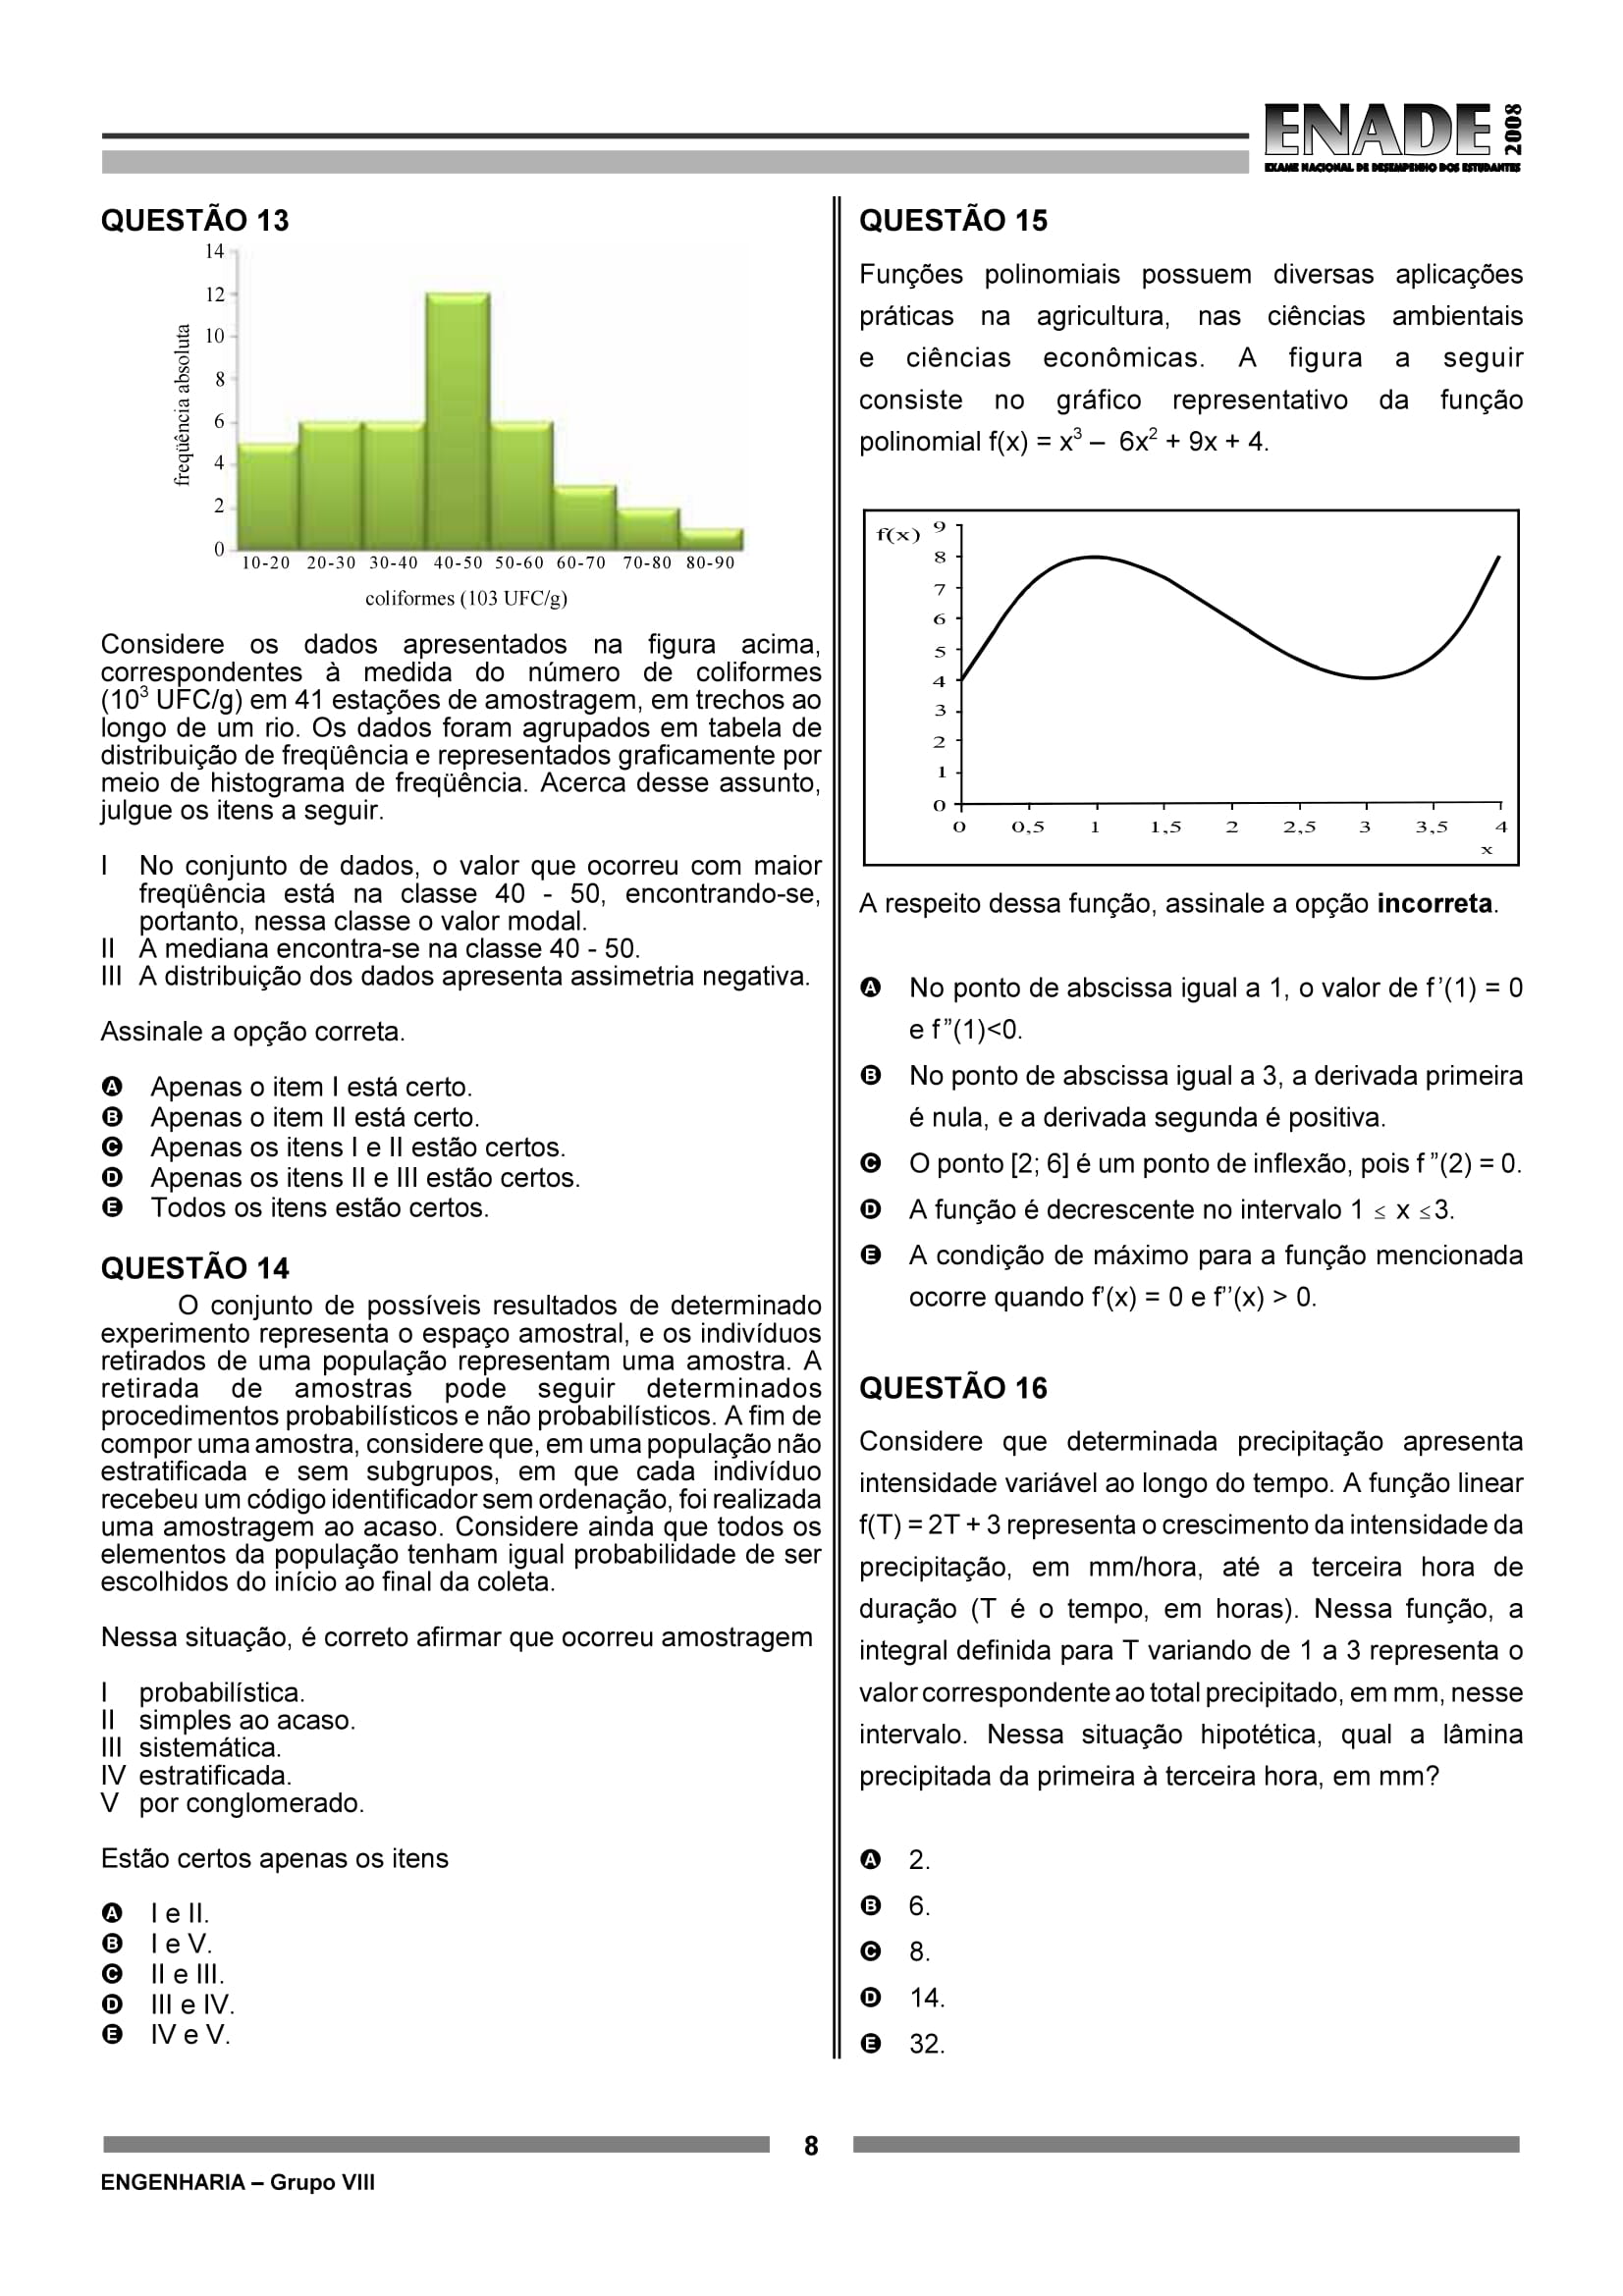 ENADE 2008
EXAME NACIONAL DE DESEMPENHO DOS ESTUDANTES
QUESTÃO 13
14
12
10
8
6
4
2
0
freqüência absoluta
10-20 20-30 30-40 40-50 50-60 60-70 70-80 80-90
coliformes (103 UFC/g)
Considere os dados apresentados na figura acima,
correspondentes à medida do número de coliformes
(10³ UFC/g) em 41 estações de amostragem, em trechos ao
longo de um rio. Os dados foram agrupados em tabela de
distribuição de freqüência e representados graficamente por
meio de histograma de freqüência. Acerca desse assunto,
julgue os itens a seguir.
I No conjunto de dados, o valor que ocorreu com maior
freqüência está na classe 40 - 50, encontrando-se,
portanto, nessa classe o valor modal.
II A mediana encontra-se na classe 40 - 50.
III A distribuição dos dados apresenta assimetria negativa.
Assinale a opção correta.
A Apenas o item I está certo.
B Apenas o item II está certo.
C Apenas os itens I e II estão certos.
D Apenas os itens II e III estão certos.
E Todos os itens estão certos.
QUESTÃO 14
O conjunto de possíveis resultados de determinado
experimento representa o espaço amostral, e os indivíduos
retirados de uma população representam uma amostra. A
retirada de amostras pode seguir determinados
procedimentos probabilísticos e não probabilísticos. A fim de
compor uma amostra, considere que, em uma população não
estratificada e sem subgrupos, em que cada indivíduo
recebeu um código identificador sem ordenação, foi realizada
uma amostragem ao acaso. Considere ainda que todos os
elementos da população tenham igual probabilidade de ser
escolhidos do início ao final da coleta.
Nessa situação, é correto afirmar que ocorreu amostragem
I probabilística.
II simples ao acaso.
III sistemática.
IV estratificada.
V por conglomerado.
Estão certos apenas os itens
A I e II.
B I e V.
C II e III.
D III e IV.
E IV e V.
QUESTÃO 15
Funções polinomiais possuem diversas aplicações
práticas na agricultura, nas ciências ambientais
e ciências econômicas. A figura a seguir
consiste no gráfico representativo da função
polinomial f(x) = x³ – 6x² + 9x + 4.
f(x)
9
8
7
6
5
4
3
2
1
0
0 0,5 1 1,5 2 2,5 3 3,5 4
x
A respeito dessa função, assinale a opção incorreta.
A No ponto de abscissa igual a 1, o valor de f’(1) = 0
e f”(1)<0.
B No ponto de abscissa igual a 3, a derivada primeira
é nula, e a derivada segunda é positiva.
C O ponto [2; 6] é um ponto de inflexão, pois f ”(2) = 0.
D A função é decrescente no intervalo 1 ≤ x ≤3.
E A condição de máximo para a função mencionada
ocorre quando f’(x) = 0 e f’’(x) > 0.
QUESTÃO 16
Considere que determinada precipitação apresenta
intensidade variável ao longo do tempo. A função linear
f(T) = 2T + 3 representa o crescimento da intensidade da
precipitação, em mm/hora, até a terceira hora de
duração (T é o tempo, em horas). Nessa função, a
integral definida para T variando de 1 a 3 representa o
valor correspondente ao total precipitado, em mm, nesse
intervalo. Nessa situação hipotética, qual a lâmina
precipitada da primeira à terceira hora, em mm?
A 2.
B 6.
C 8.
D 14.
E 32.
8
ENGENHARIA – Grupo VIII